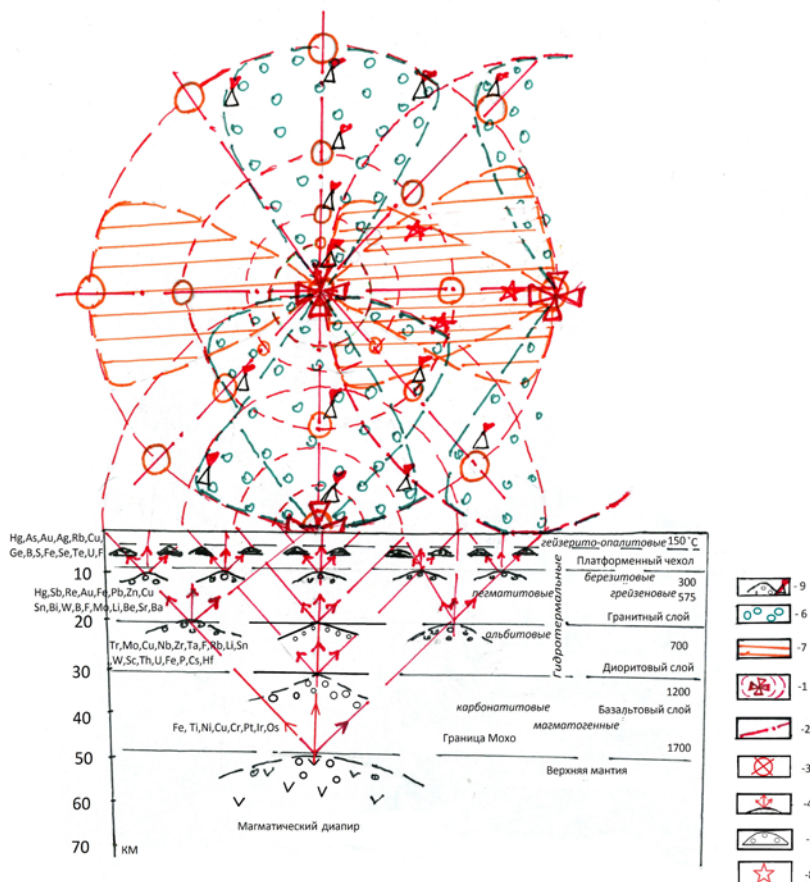 Hg,As,Au,Ag,Rb,Cu,
Ge,B,S,Fe,Se,Te,U,F
гейзерито-опалитовые 150˚С
Платформенный чехол
10
березитовые 300
Hg,Sb,Re,Au,Fe,Pb,Zn,Cu
пегматитовые грейзеновые 575
Sn,Bi,W,B,F,Mo,Li,Be,Sr,Ba
Гранитный слой
20
альбитовые
Гидротермальные
Tr,Mo,Cu,Nb,Zr,Ta,F,Rb,Li,Sn
700
,W,Sc,Th,U,Fe,P,Cs,Hf
Диоритовый слой
30
1200
40
карбонатитовые Базальтовый слой
Fe, Ti,Ni,Cu,Cr,Pt,Ir,Os
магматогенные
Граница Мохо
1700
50
Верхняя мантия
60
Магматический диапир
70 КМ
-9
-6
-7
-1
-2
-3
-4